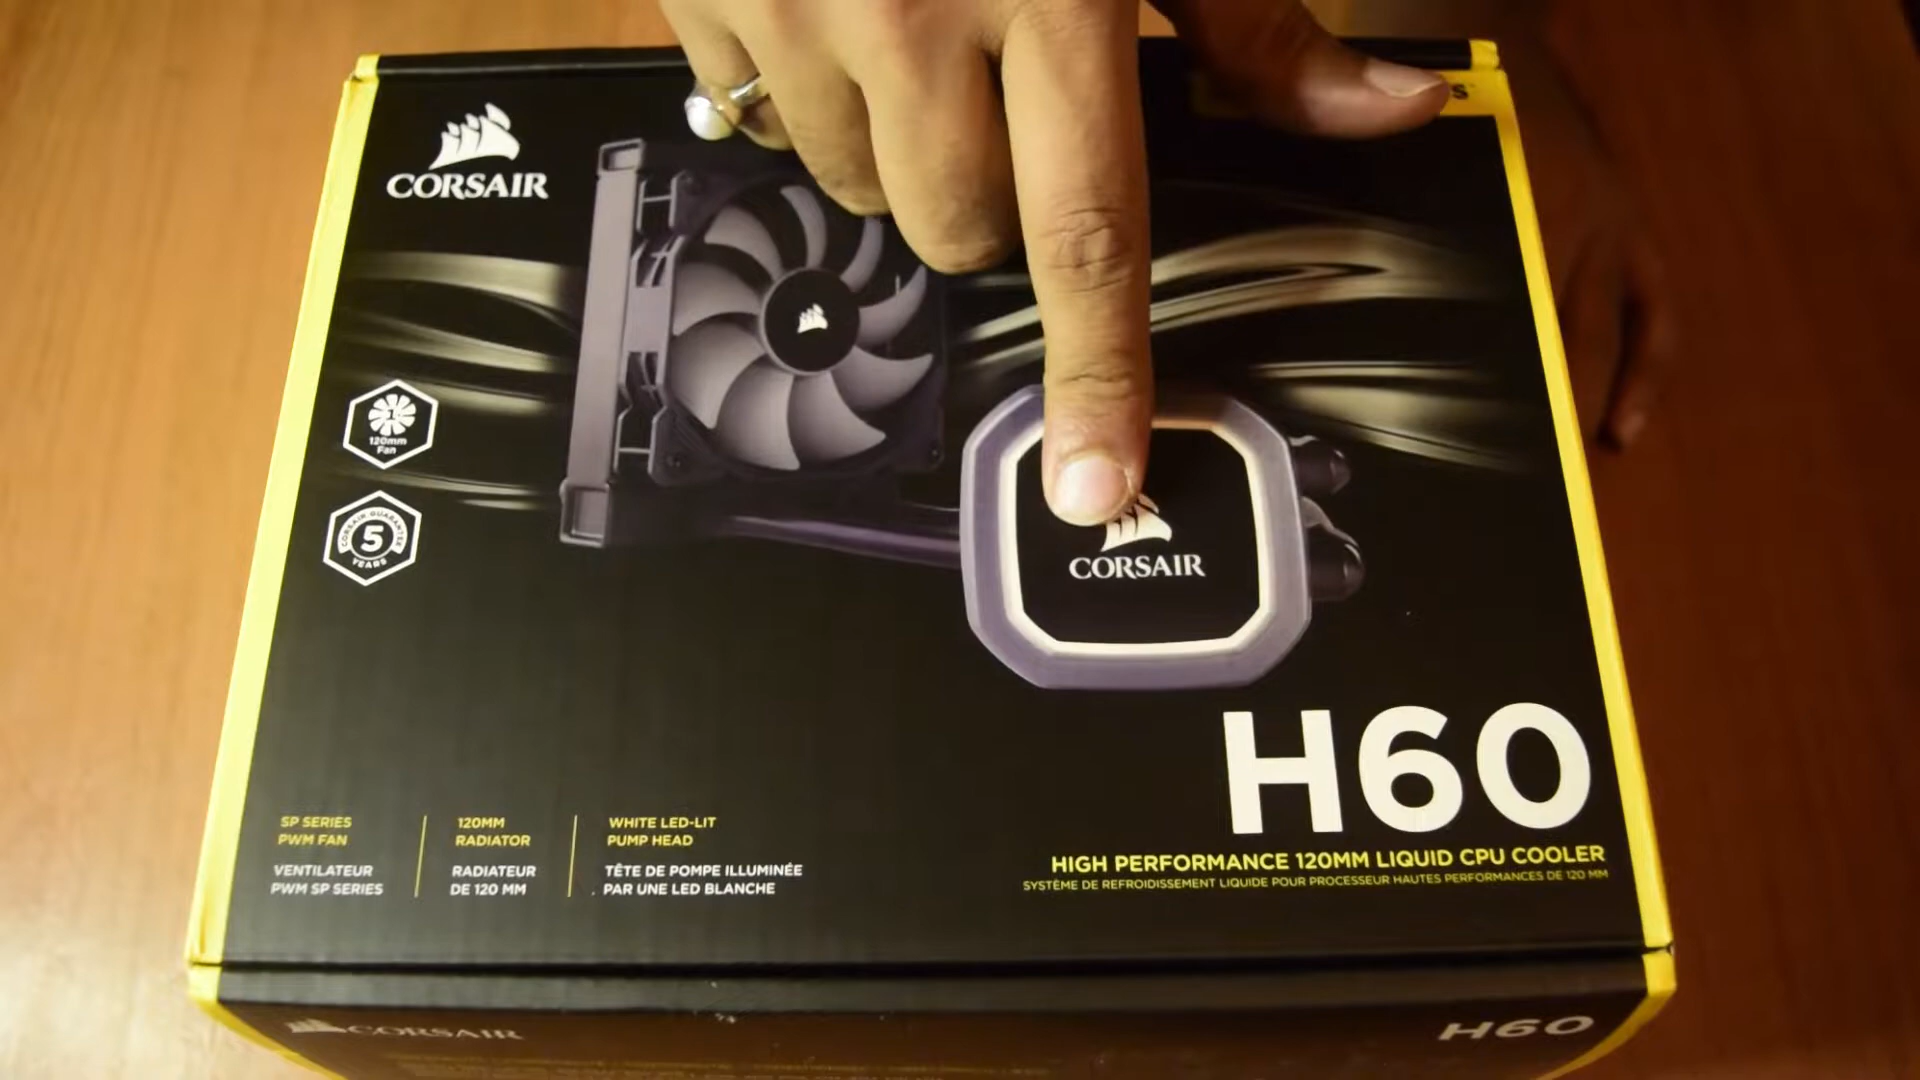 S
CORSAIR
120mm
Fan
CORSAIR GUARANTEE
5
YEARS
CORSAIR
H60
HIGH PERFORMANCE 120MM LIQUID CPU COOLER
SYSTÈME DE REFROIDISSEMENT LIQUIDE POUR PROCESSEUR HAUTES PERFORMANCES DE 120 MM
SP SERIES
PWM FAN
VENTILATEUR
PWM SP SERIES
120MM
RADIATOR
RADIATEUR
DE 120 MM
WHITE LED-LIT
PUMP HEAD
TÊTE DE POMPE ILLUMINÉE
PAR UNE LED BLANCHE
CORSAIR
H60